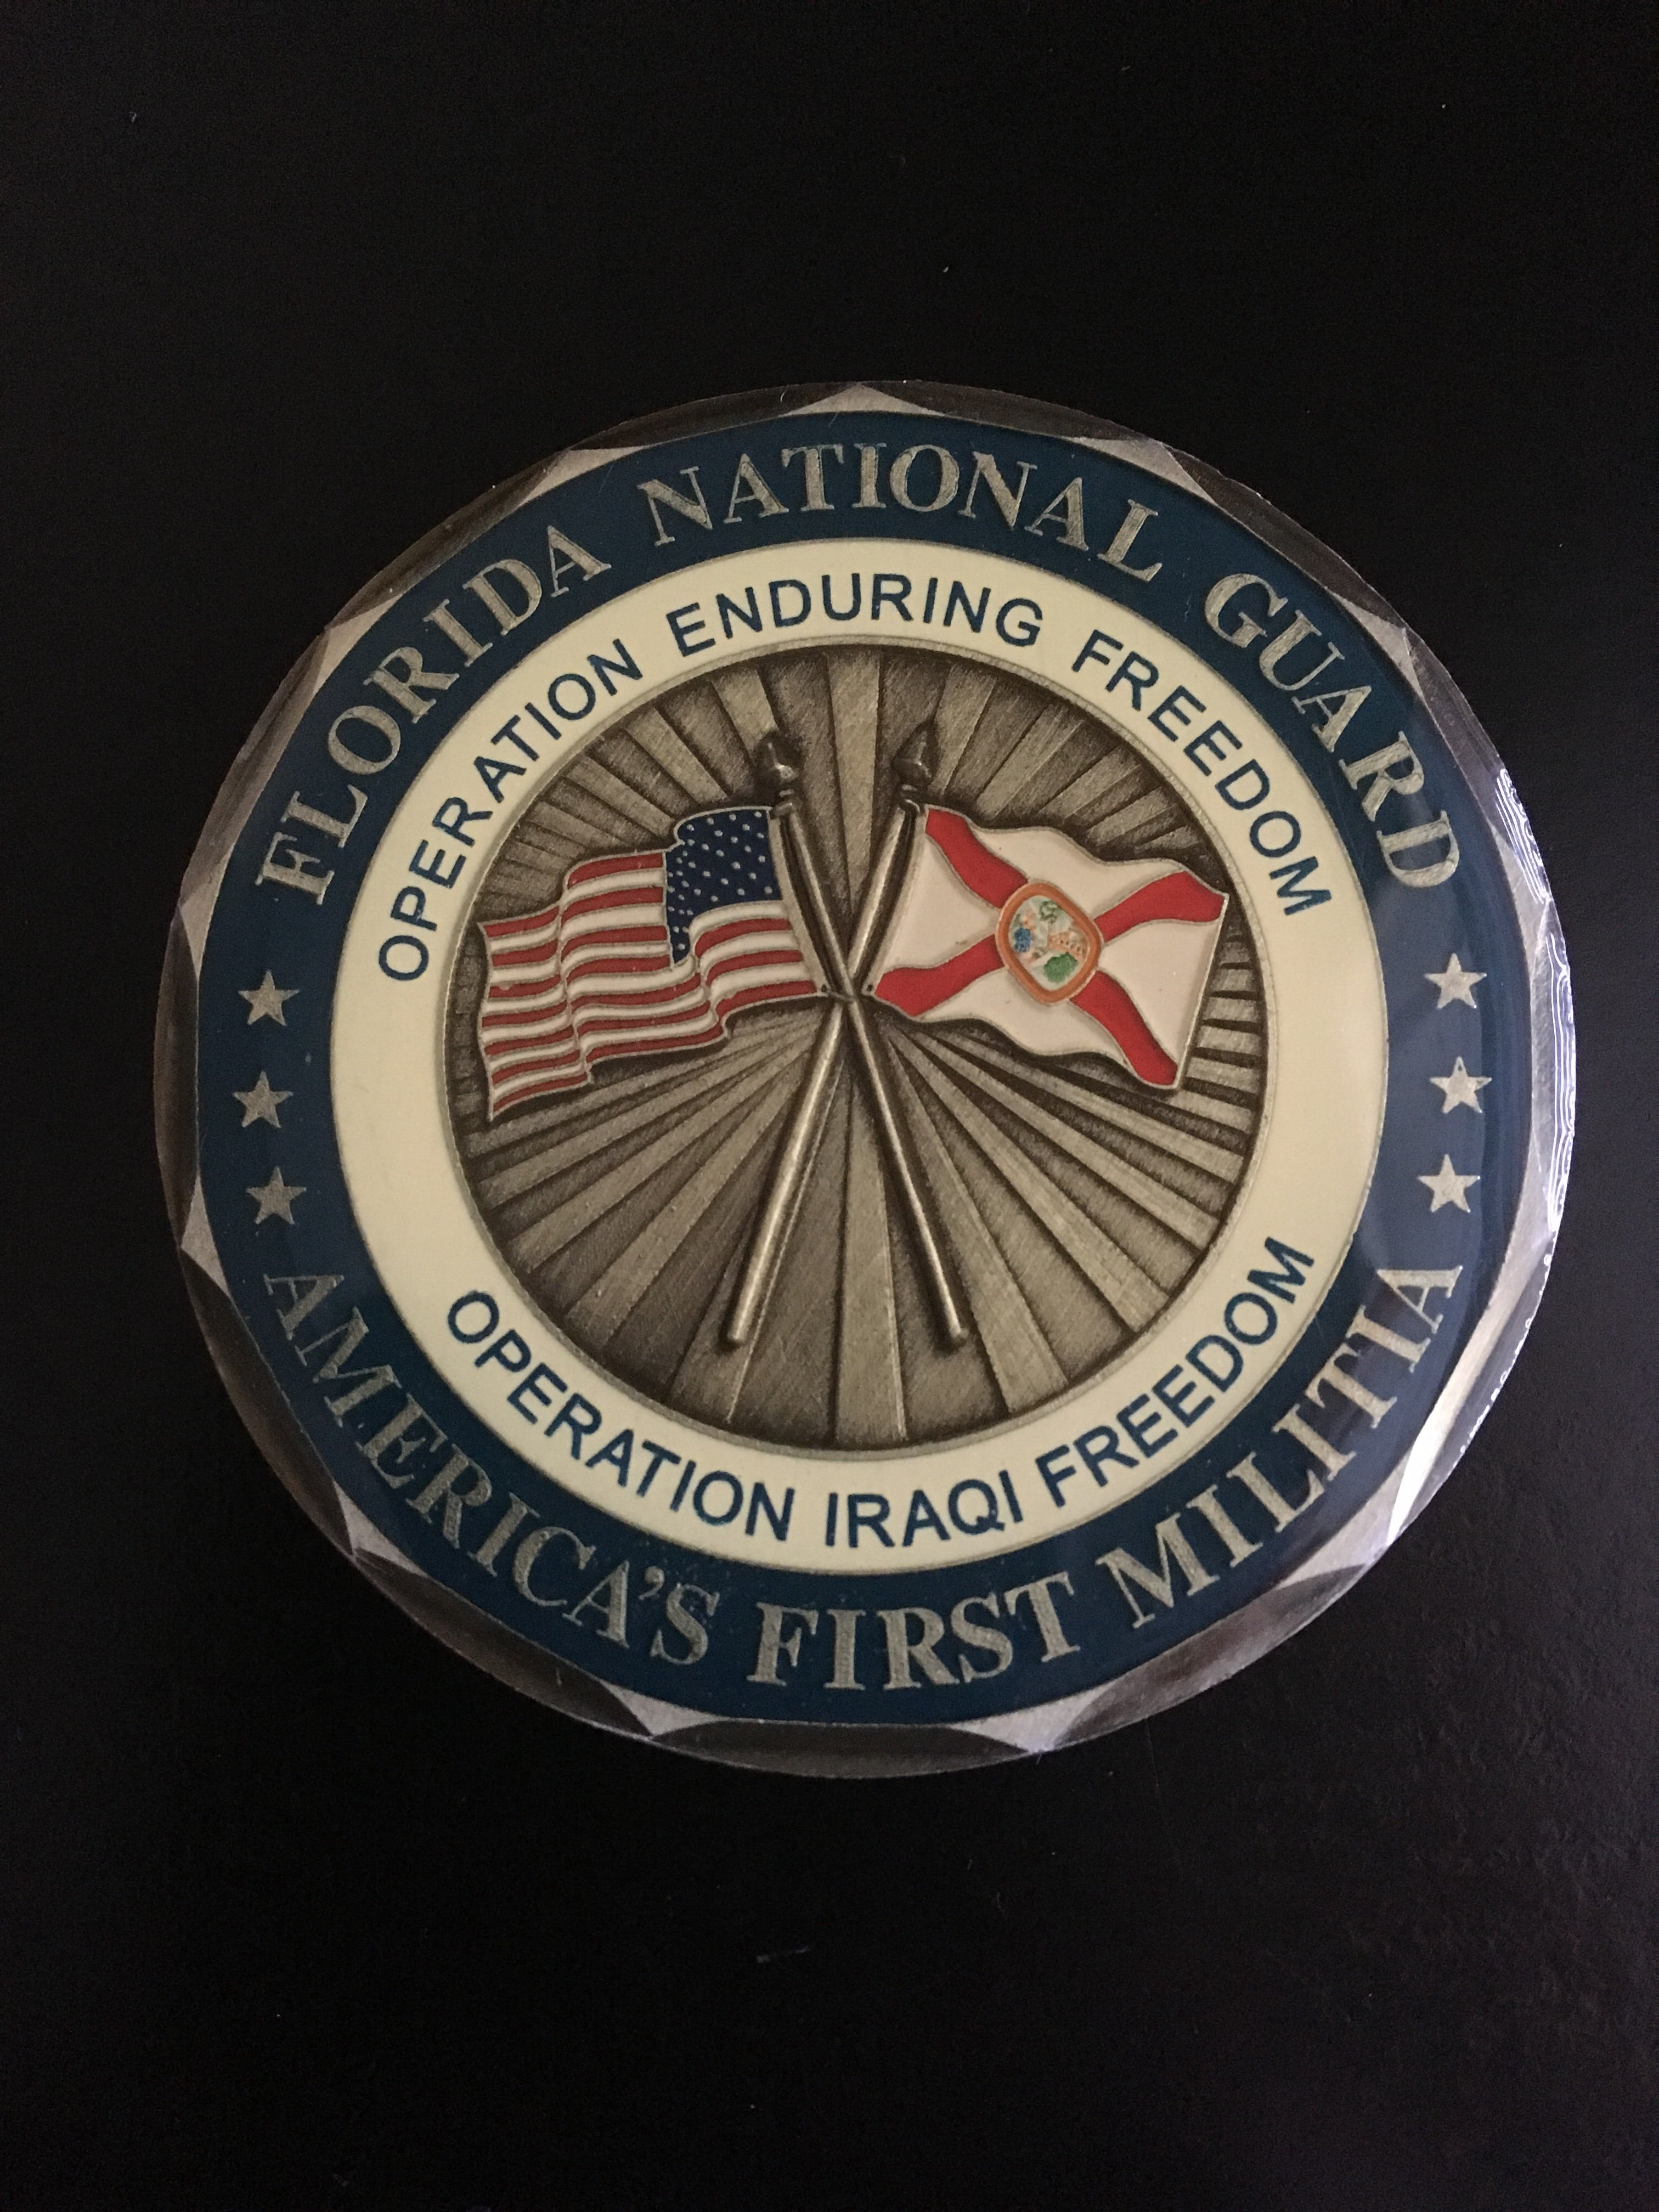 FLORIDA NATIONAL GUARD
OPERATION ENDURING FREEDOM
OPERATION IRAQI FREEDOM
AMERICA'S FIRST MILITIA